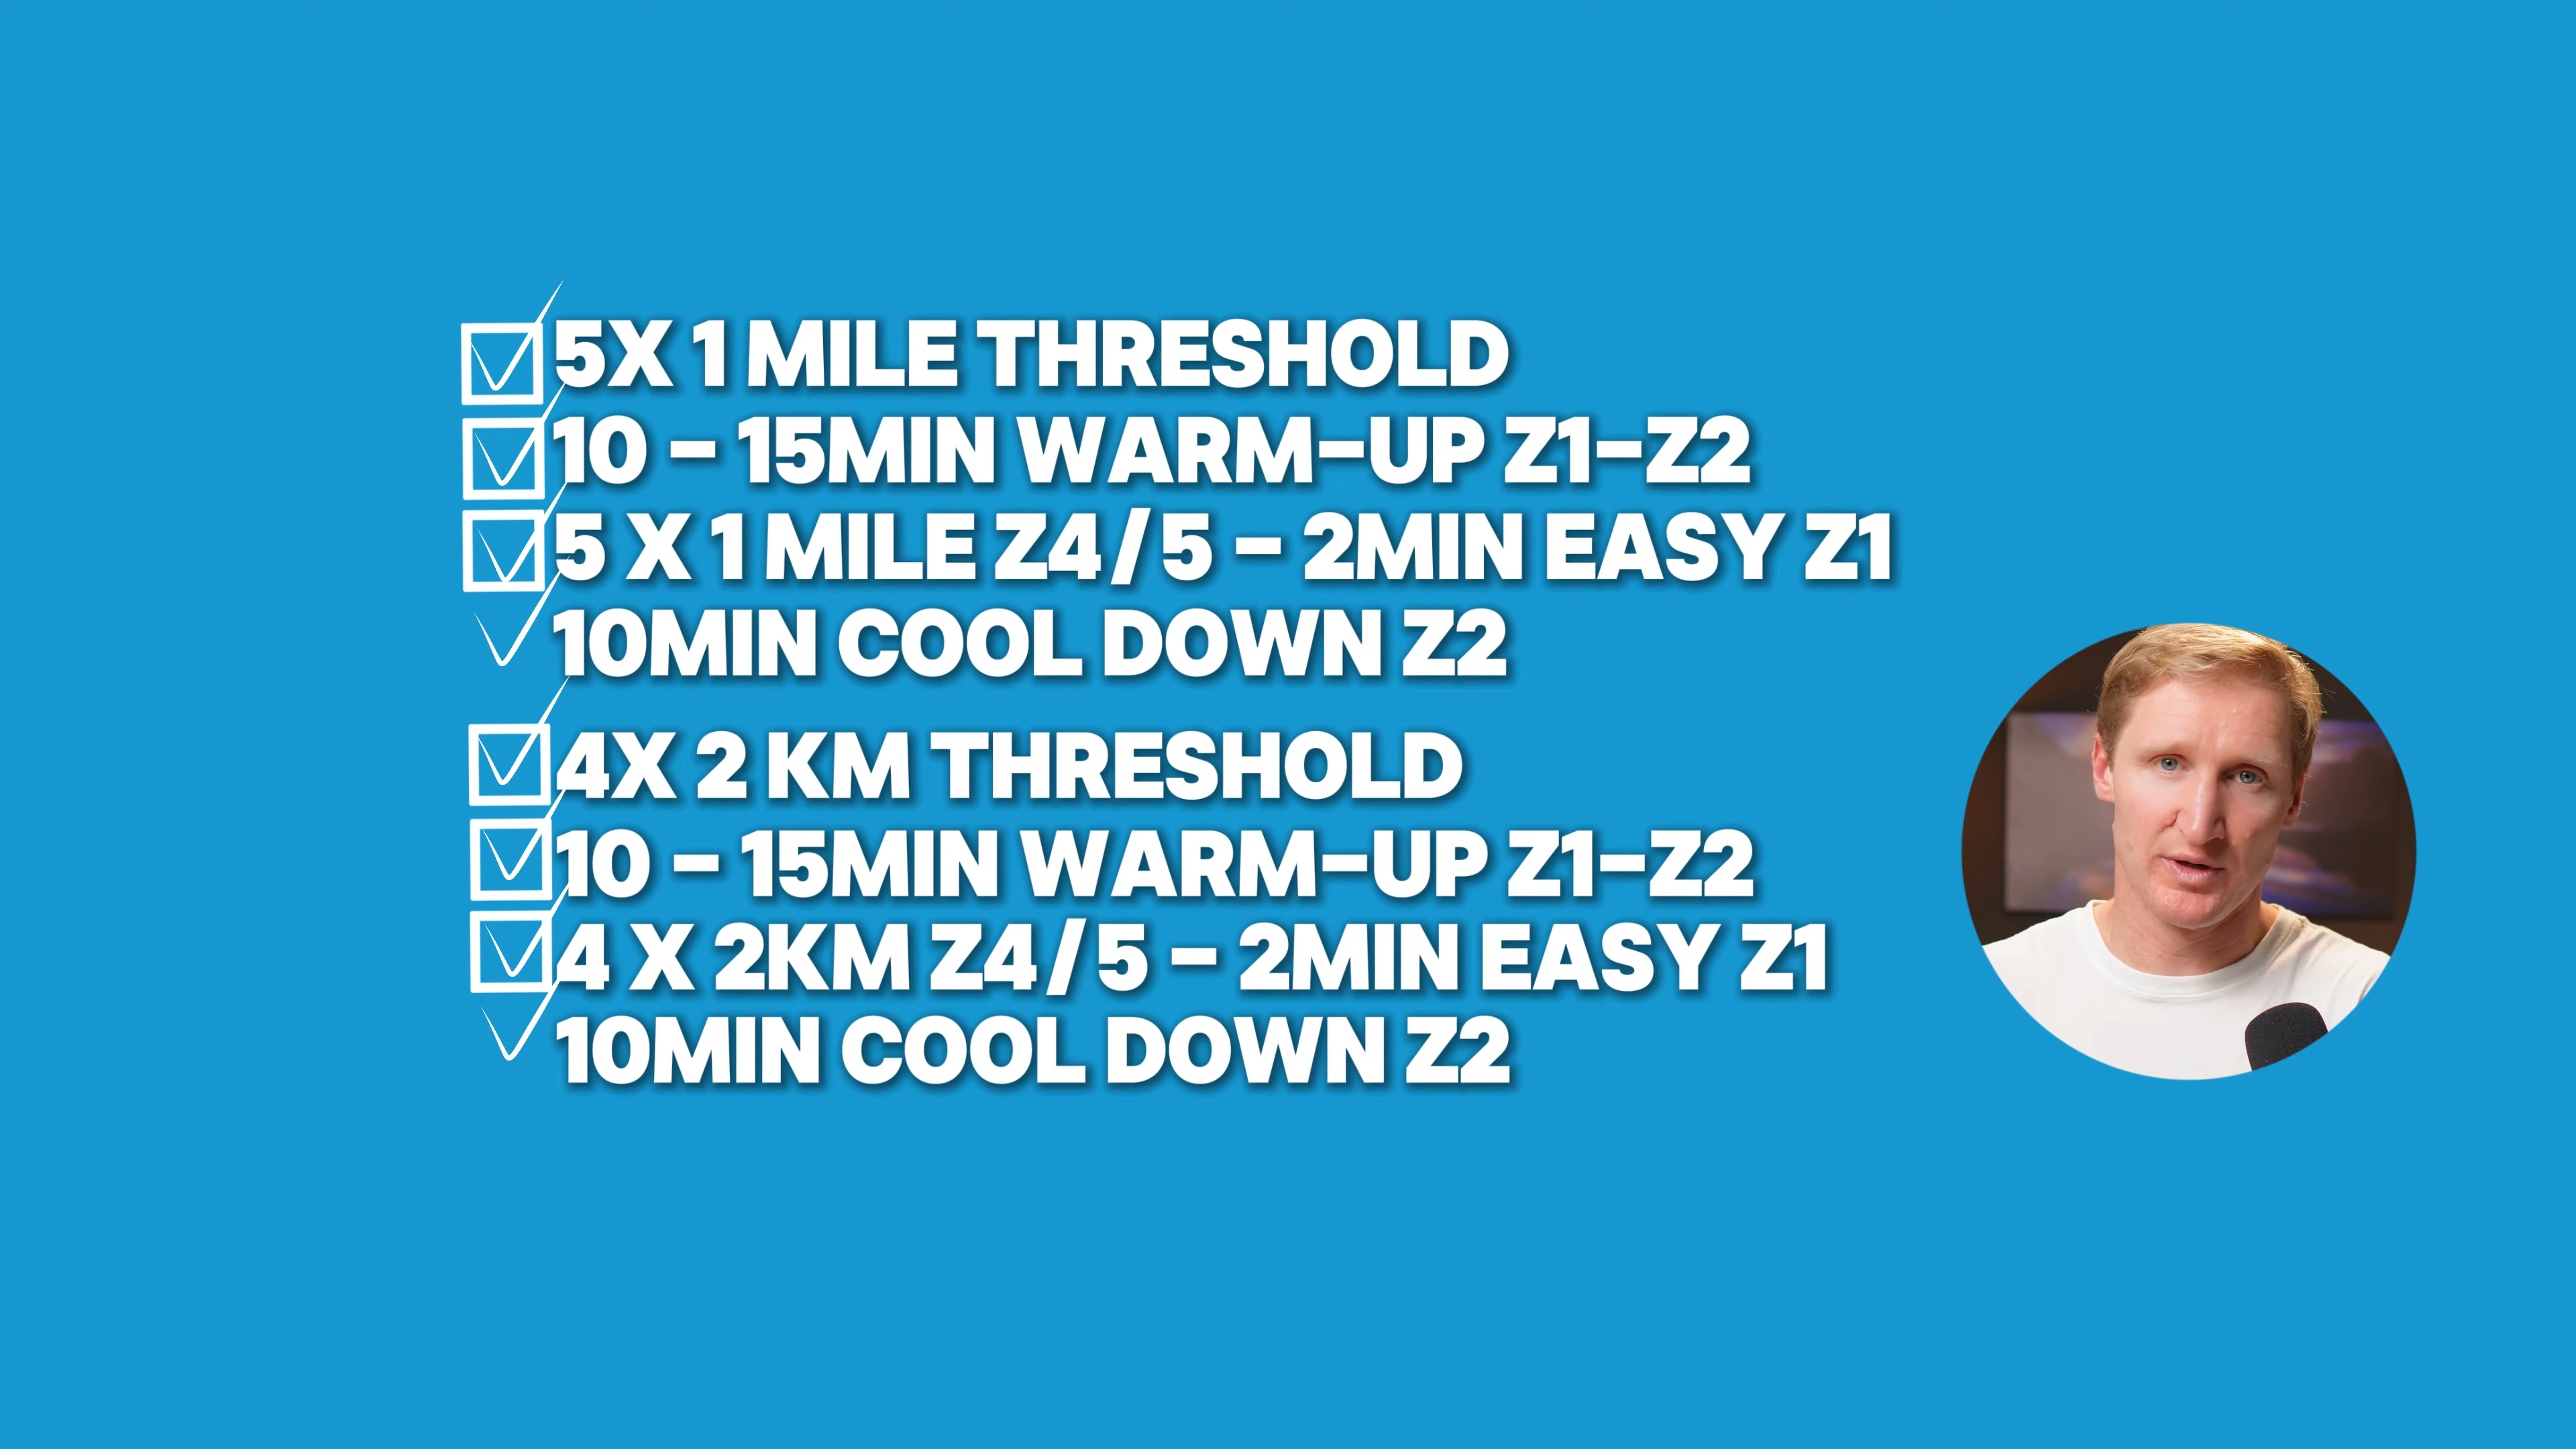 5X 1 MILE THRESHOLD
10 – 15MIN WARM-UP Z1-Z2
5 X 1 MILE Z4/5 – 2MIN EASY Z1
10MIN COOL DOWN Z2
4X 2 KM THRESHOLD
10 – 15MIN WARM-UP Z1-Z2
4 X 2KM Z4/5 – 2MIN EASY Z1
10MIN COOL DOWN Z2